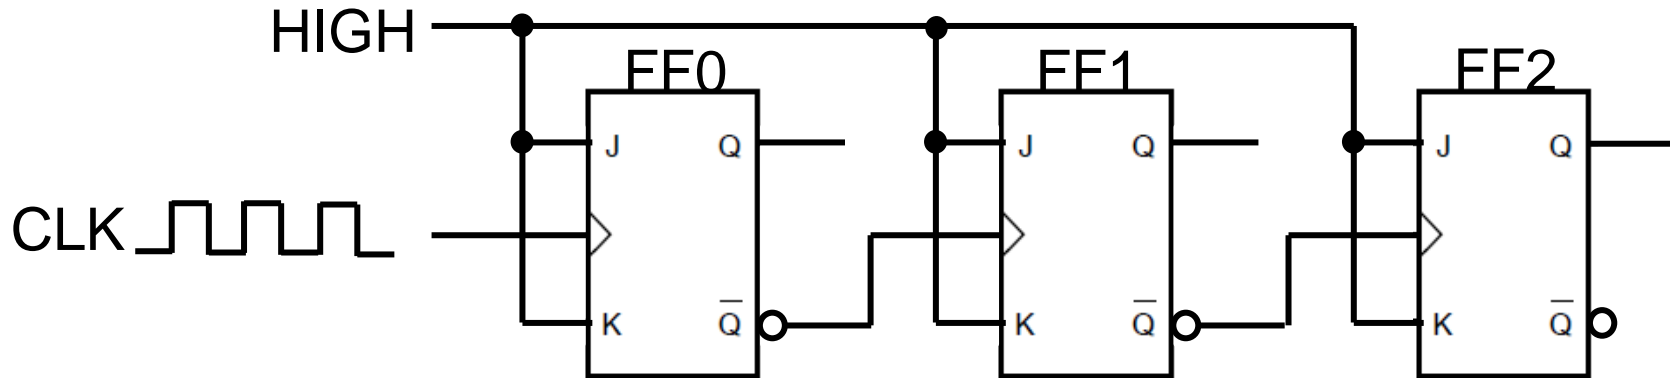 HIGH
FF0 FF1 FF2
J Q J Q J Q
CLK
K Q̅ K Q̅ K Q̅